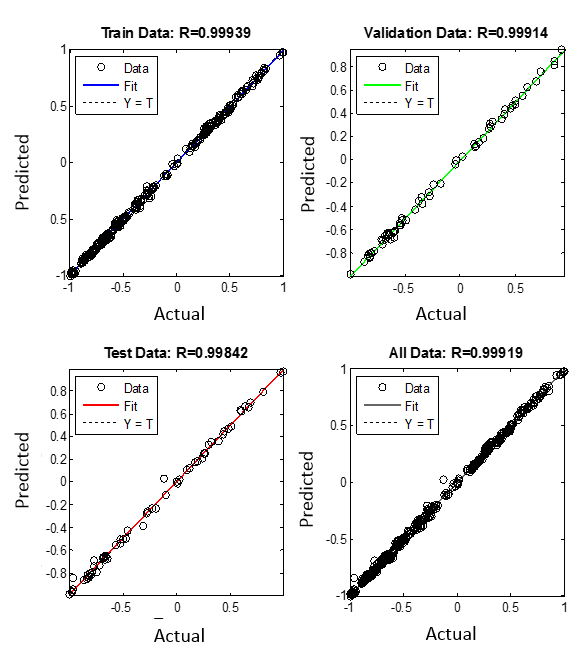 Train Data: R=0.99939
1
0.5
0
0.5
-1
-1
-0.5
0
0.5
1
Predicted
Actual
Data
Fit
Y = T
Validation Data: R=0.99914
0.8
0.6
0.4
0.2
0
-0.2
-0.4
-0.6
-0.8
-0.5
0
0.5
Predicted
Actual
Data
Fit
Y = T
Test Data: R=0.99842
0.8
0.6
0.4
0.2
0
-0.2
-0.4
-0.6
-0.8
-0.5
0
0.5
Predicted
Actual
Data
Fit
Y = T
All Data: R=0.99919
1
0.5
0
-0.5
-1
-1
-0.5
0
0.5
1
Predicted
Actual
Data
Fit
Y = T